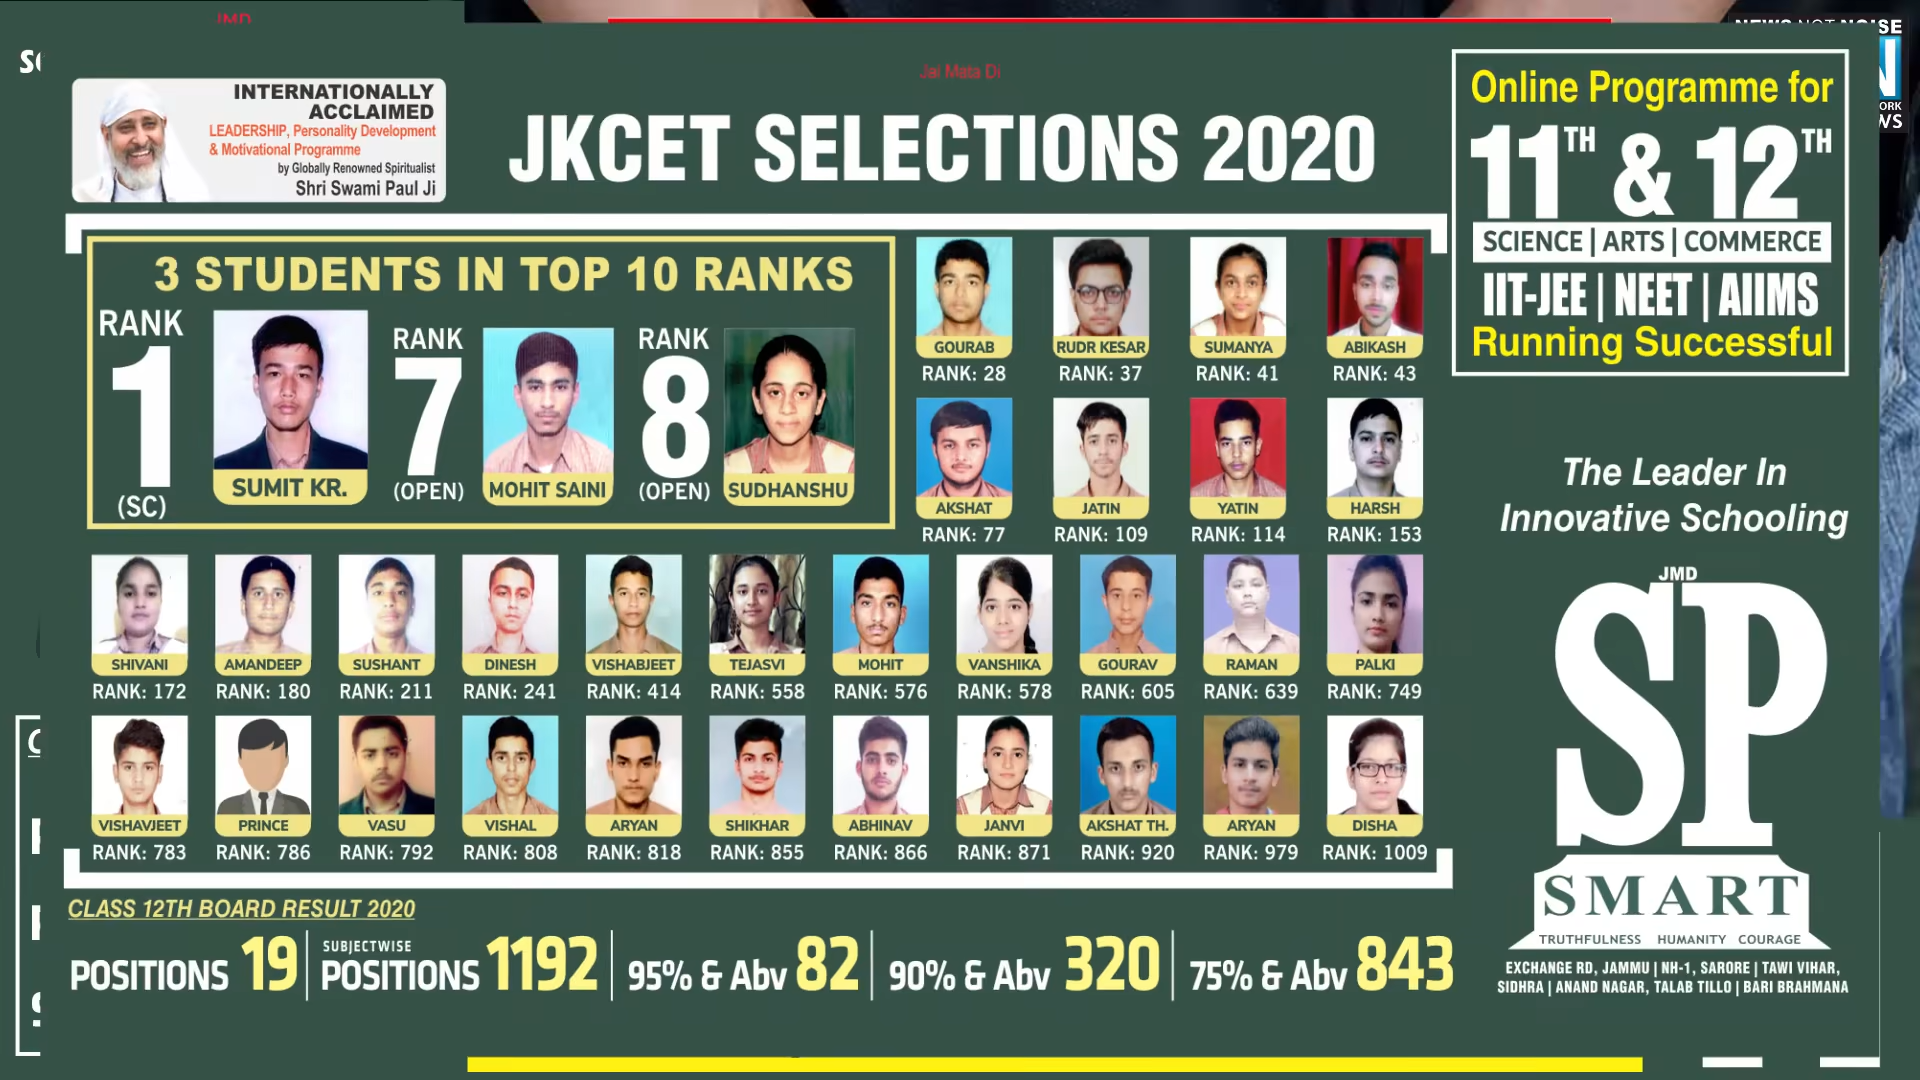 JMD
NEWS NOT NOISE
Jai Mata Di
INTERNATIONALLY
ACCLAIMED
LEADERSHIP, Personality Development
& Motivational Programme
by Globally Renowned Spiritualist
Shri Swami Paul Ji
JKCET SELECTIONS 2020
Online Programme for
11TH & 12TH
SCIENCE | ARTS | COMMERCE
IIT-JEE | NEET | AIIMS
Running Successful
3 STUDENTS IN TOP 10 RANKS
RANK
1
(SC)
SUMIT KR.
RANK
7
(OPEN)
MOHIT SAINI
RANK
8
(OPEN)
SUDHANSHU
GOURAB RUDR KESAR SUMANYA ABIKASH
RANK: 28 RANK: 37 RANK: 41 RANK: 43
AKSHAT JATIN YATIN HARSH
RANK: 77 RANK: 109 RANK: 114 RANK: 153
SHIVANI AMANDEEP SUSHANT DINESH VISHABJEET TEJASVI MOHIT VANSHIKA GOURAV RAMAN PALKI
RANK: 172 RANK: 180 RANK: 211 RANK: 241 RANK: 414 RANK: 558 RANK: 576 RANK: 578 RANK: 605 RANK: 639 RANK: 749
VISHAVJEET PRINCE VASU VISHAL ARYAN SHIKHAR ABHINAV JANVI AKSHAT TH. ARYAN DISHA
RANK: 783 RANK: 786 RANK: 792 RANK: 808 RANK: 818 RANK: 855 RANK: 866 RANK: 871 RANK: 920 RANK: 979 RANK: 1009
CLASS 12TH BOARD RESULT 2020
POSITIONS 19 | SUBJECTWISE POSITIONS 1192 | 95% & Abv 82 | 90% & Abv 320 | 75% & Abv 843
The Leader In
Innovative Schooling
JMD
SP
SMART
TRUTHFULNESS HUMANITY COURAGE
EXCHANGE RD, JAMMU | NH-1, SARORE | TAWI VIHAR,
SIDHRA | ANAND NAGAR, TALAB TILLO | BARI BRAHMANA